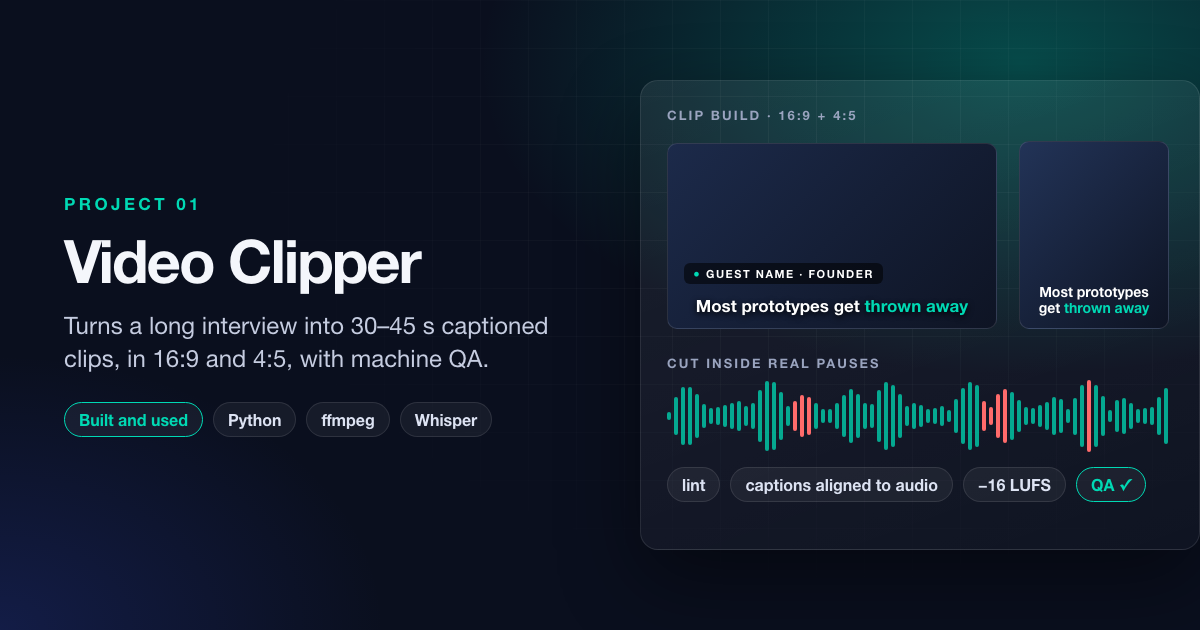 PROJECT 01
Video Clipper
Turns a long interview into 30–45 s captioned
clips, in 16:9 and 4:5, with machine QA.
Built and used
Python
ffmpeg
Whisper
CLIP BUILD · 16:9 + 4:5
GUEST NAME · FOUNDER
Most prototypes get thrown away
Most prototypes
get thrown away
CUT INSIDE REAL PAUSES
lint
captions aligned to audio
−16 LUFS
QA ✓